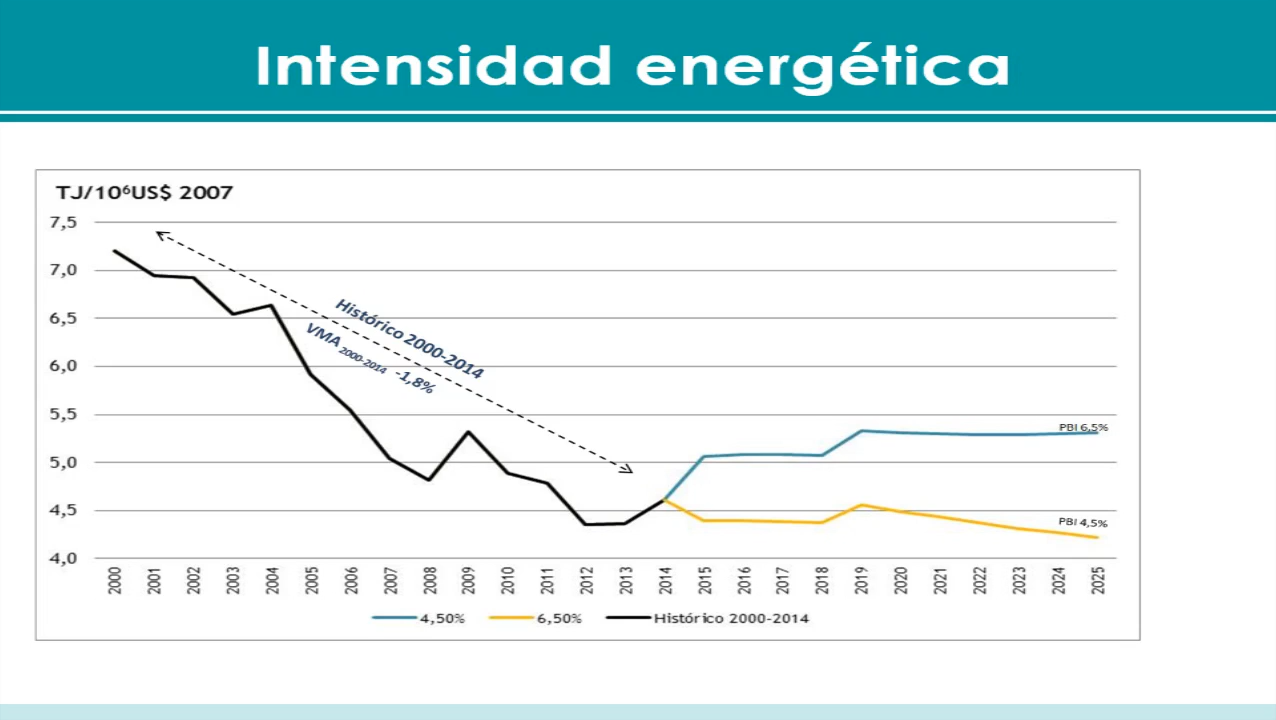 Intensidad energética
TJ/10⁶US$ 2007
7,5
7,0
6,5
6,0
5,5
5,0
4,5
4,0
Histórico 2000-2014
VMA 2000-2014 -1,8%
PBI 6,5%
PBI 4,5%
2000 2001 2002 2003 2004 2005 2006 2007 2008 2009 2010 2011 2012 2013 2014 2015 2016 2017 2018 2019 2020 2021 2022 2023 2024 2025
4,50% 6,50% Histórico 2000-2014